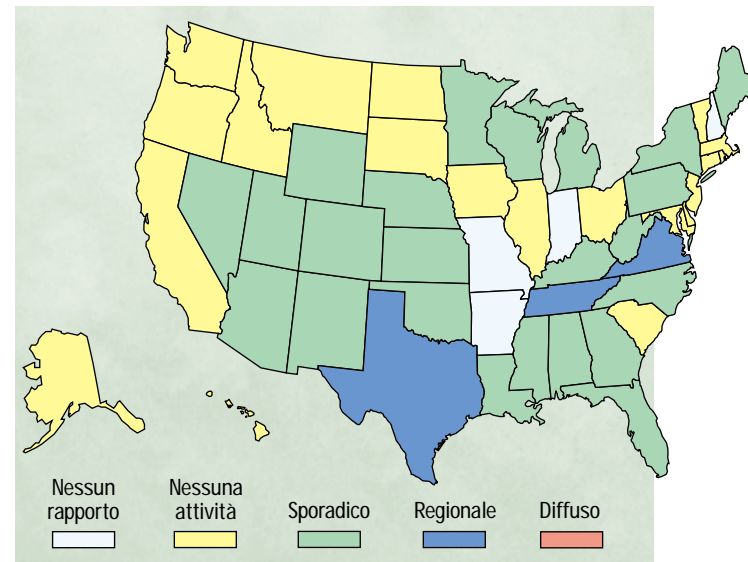 Nessun
rapporto
Nessuna
attività
Sporadico
Regionale
Diffuso